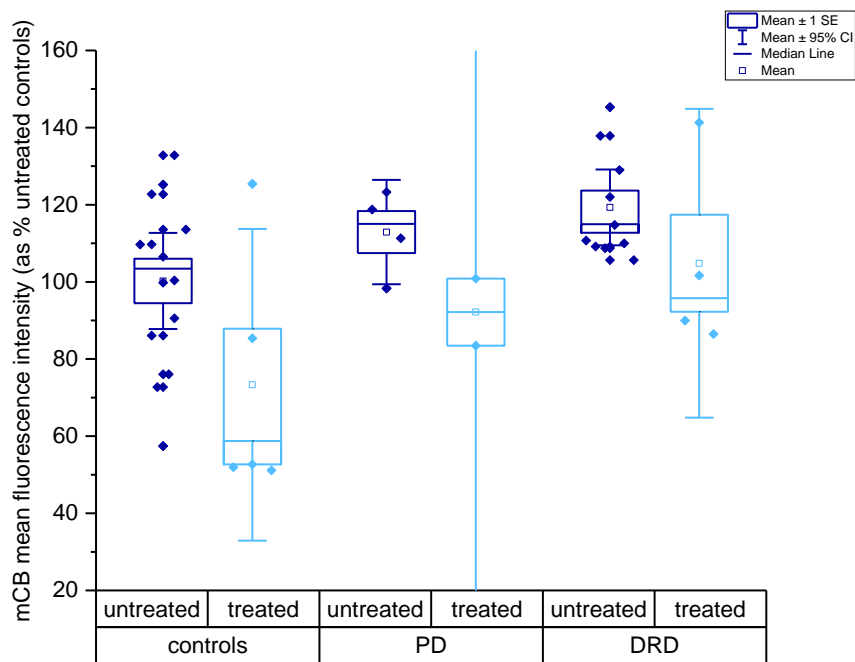 Mean ± 1 SE
Mean ± 95% CI
Median Line
Mean
mCB mean fluorescence intensity (as % untreated controls)
160
140
120
100
80
60
40
20
untreated treated untreated treated untreated treated
controls PD DRD